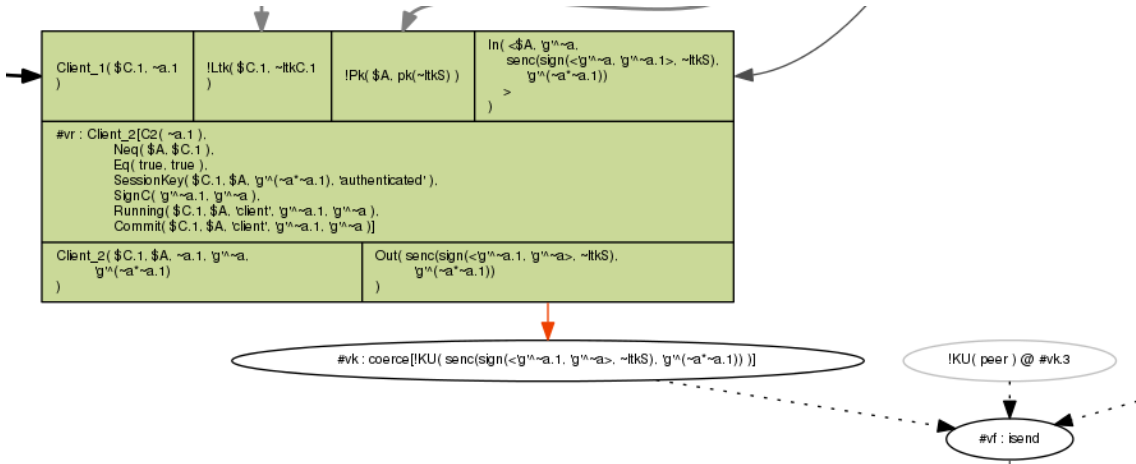 Client_1( $C.1, ~a.1
)
!Ltk( $C.1, ~ltkC.1
)
!Pk( $A, pk(~ltkS) )
In( <$A, 'g'^~a,
senc(sign(<'g'^~a, 'g'^~a.1>, ~ltkS),
'g'^(~a*~a.1))
>
)
#vr : Client_2[C2( ~a.1 ),
Neq( $A, $C.1 ),
Eq( true, true ),
SessionKey( $C.1, $A, 'g'^(~a*~a.1), 'authenticated' ),
SignC( 'g'^~a.1, 'g'^~a ),
Running( $C.1, $A, 'client', 'g'^~a.1, 'g'^~a ),
Commit( $C.1, $A, 'client', 'g'^~a.1, 'g'^~a )]
Client_2( $C.1, $A, ~a.1, 'g'^~a,
'g'^(~a*~a.1)
)
Out( senc(sign(<'g'^~a.1, 'g'^~a>, ~ltkS),
'g'^(~a*~a.1))
)
#vk : coerce[!KU( senc(sign(<'g'^~a.1, 'g'^~a>, ~ltkS), 'g'^(~a*~a.1)) )]
!KU( peer ) @ #vk.3
#vf : isend